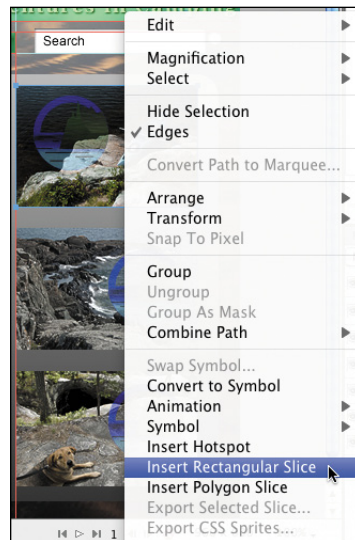 Search
Edit
Magnification
Select
Hide Selection
Edges
Convert Path to Marquee...
Arrange
Transform
Snap To Pixel
Group
Ungroup
Group As Mask
Combine Path
Swap Symbol...
Convert to Symbol
Animation
Symbol
Insert Hotspot
Insert Rectangular Slice
Insert Polygon Slice
Export Selected Slice...
Export CSS Sprites...
1